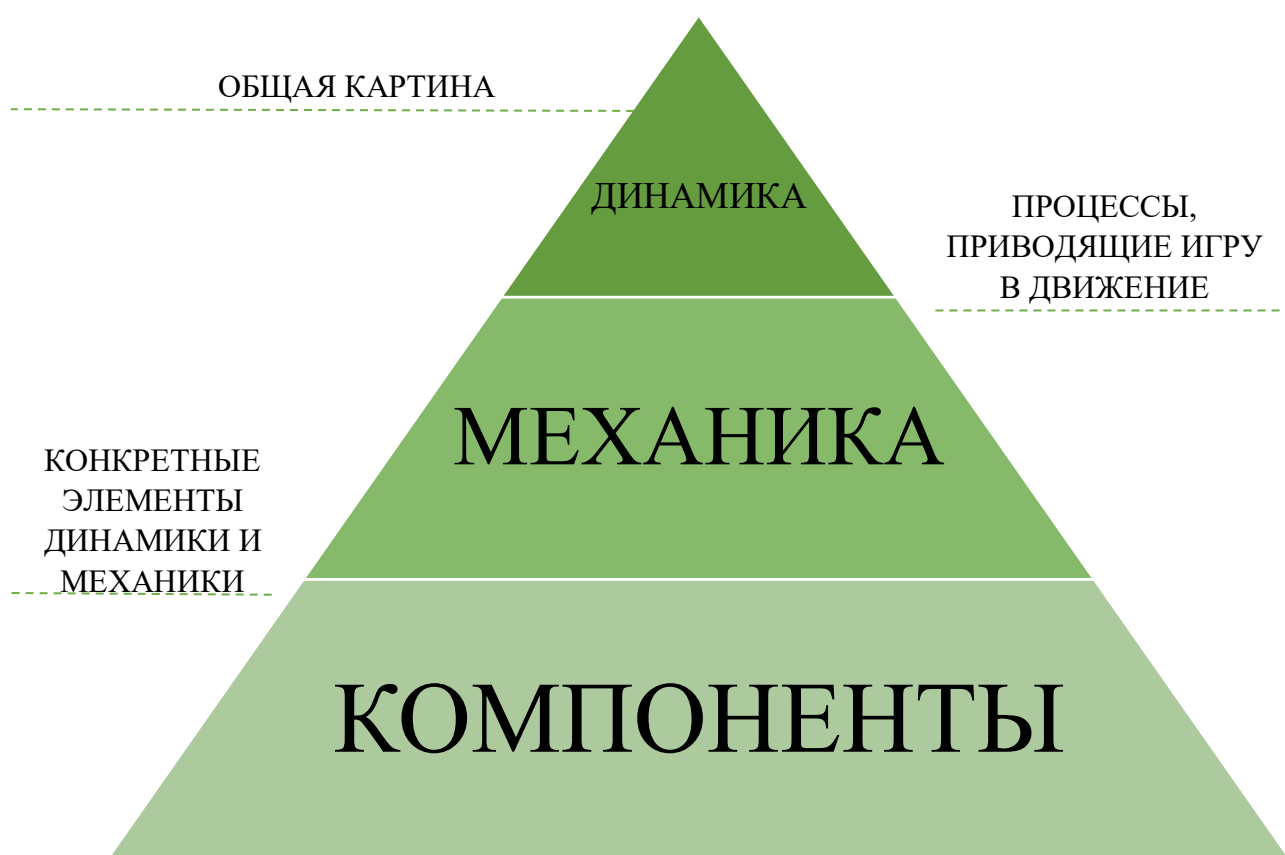 ОБЩАЯ КАРТИНА
ДИНАМИКА
ПРОЦЕССЫ,
ПРИВОДЯЩИЕ ИГРУ
В ДВИЖЕНИЕ
МЕХАНИКА
КОНКРЕТНЫЕ
ЭЛЕМЕНТЫ
ДИНАМИКИ И
МЕХАНИКИ
КОМПОНЕНТЫ